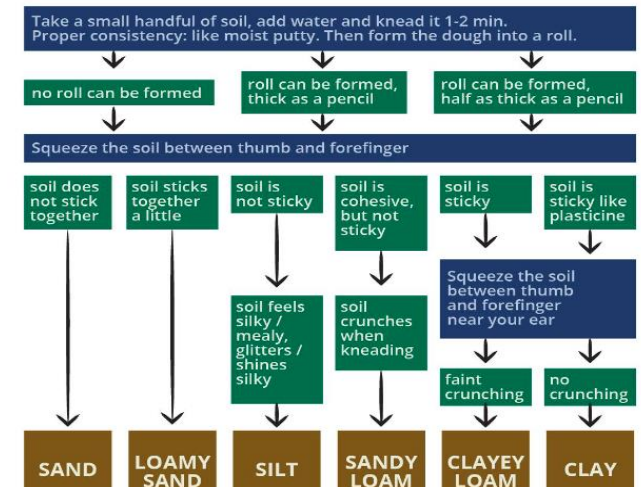 Take a small handful of soil, add water and knead it 1-2 min.
Proper consistency: like moist putty. Then form the dough into a roll.
no roll can be formed
roll can be formed,
thick as a pencil
roll can be formed,
half as thick as a pencil
Squeeze the soil between thumb and forefinger
soil does
not stick
together
soil sticks
together
a little
soil is
not sticky
soil is
cohesive,
but not
sticky
soil is
sticky
soil is
sticky like
plasticine
Squeeze the soil
between thumb
and forefinger
near your ear
soil feels
silky /
mealy,
glitters /
shines
silky
soil
crunches
when
kneading
faint
crunching
no
crunching
SAND
LOAMY
SAND
SILT
SANDY
LOAM
CLAYEY
LOAM
CLAY